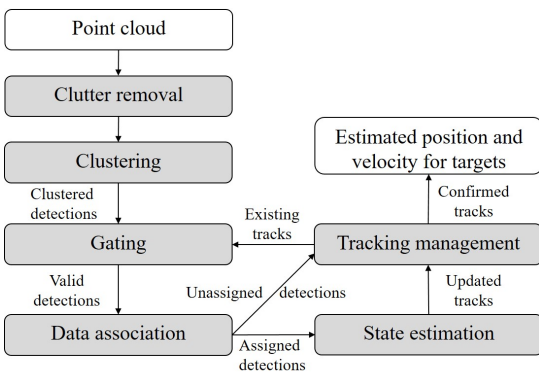 Point cloud
Clutter removal
Clustering
Clustered
detections
Gating
Valid
detections
Data association
Existing
tracks
Unassigned detections
Assigned
detections
Estimated position and
velocity for targets
Confirmed
tracks
Tracking management
Updated
tracks
State estimation